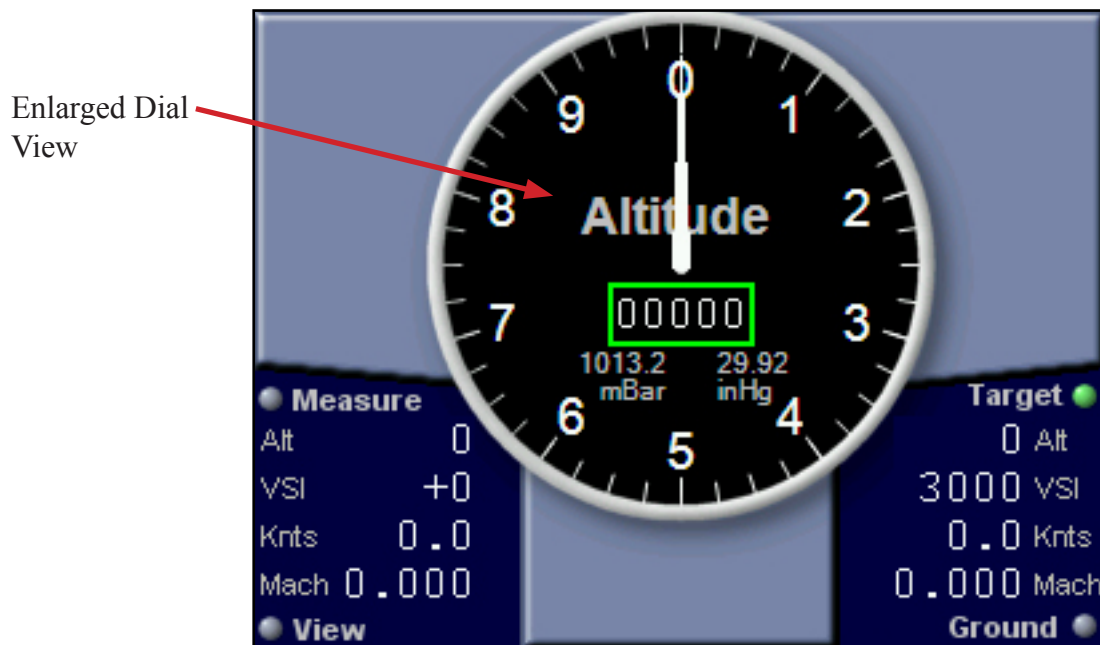 Enlarged Dial
View
0
1
2
3
4
5
6
7
8
9
Altitude
00000
1013.2 29.92
mBar inHg
Measure
Alt 0
VSI +0
Knts 0.0
Mach 0.000
View
Target
0 Alt
3000 VSI
0.0 Knts
0.000 Mach
Ground